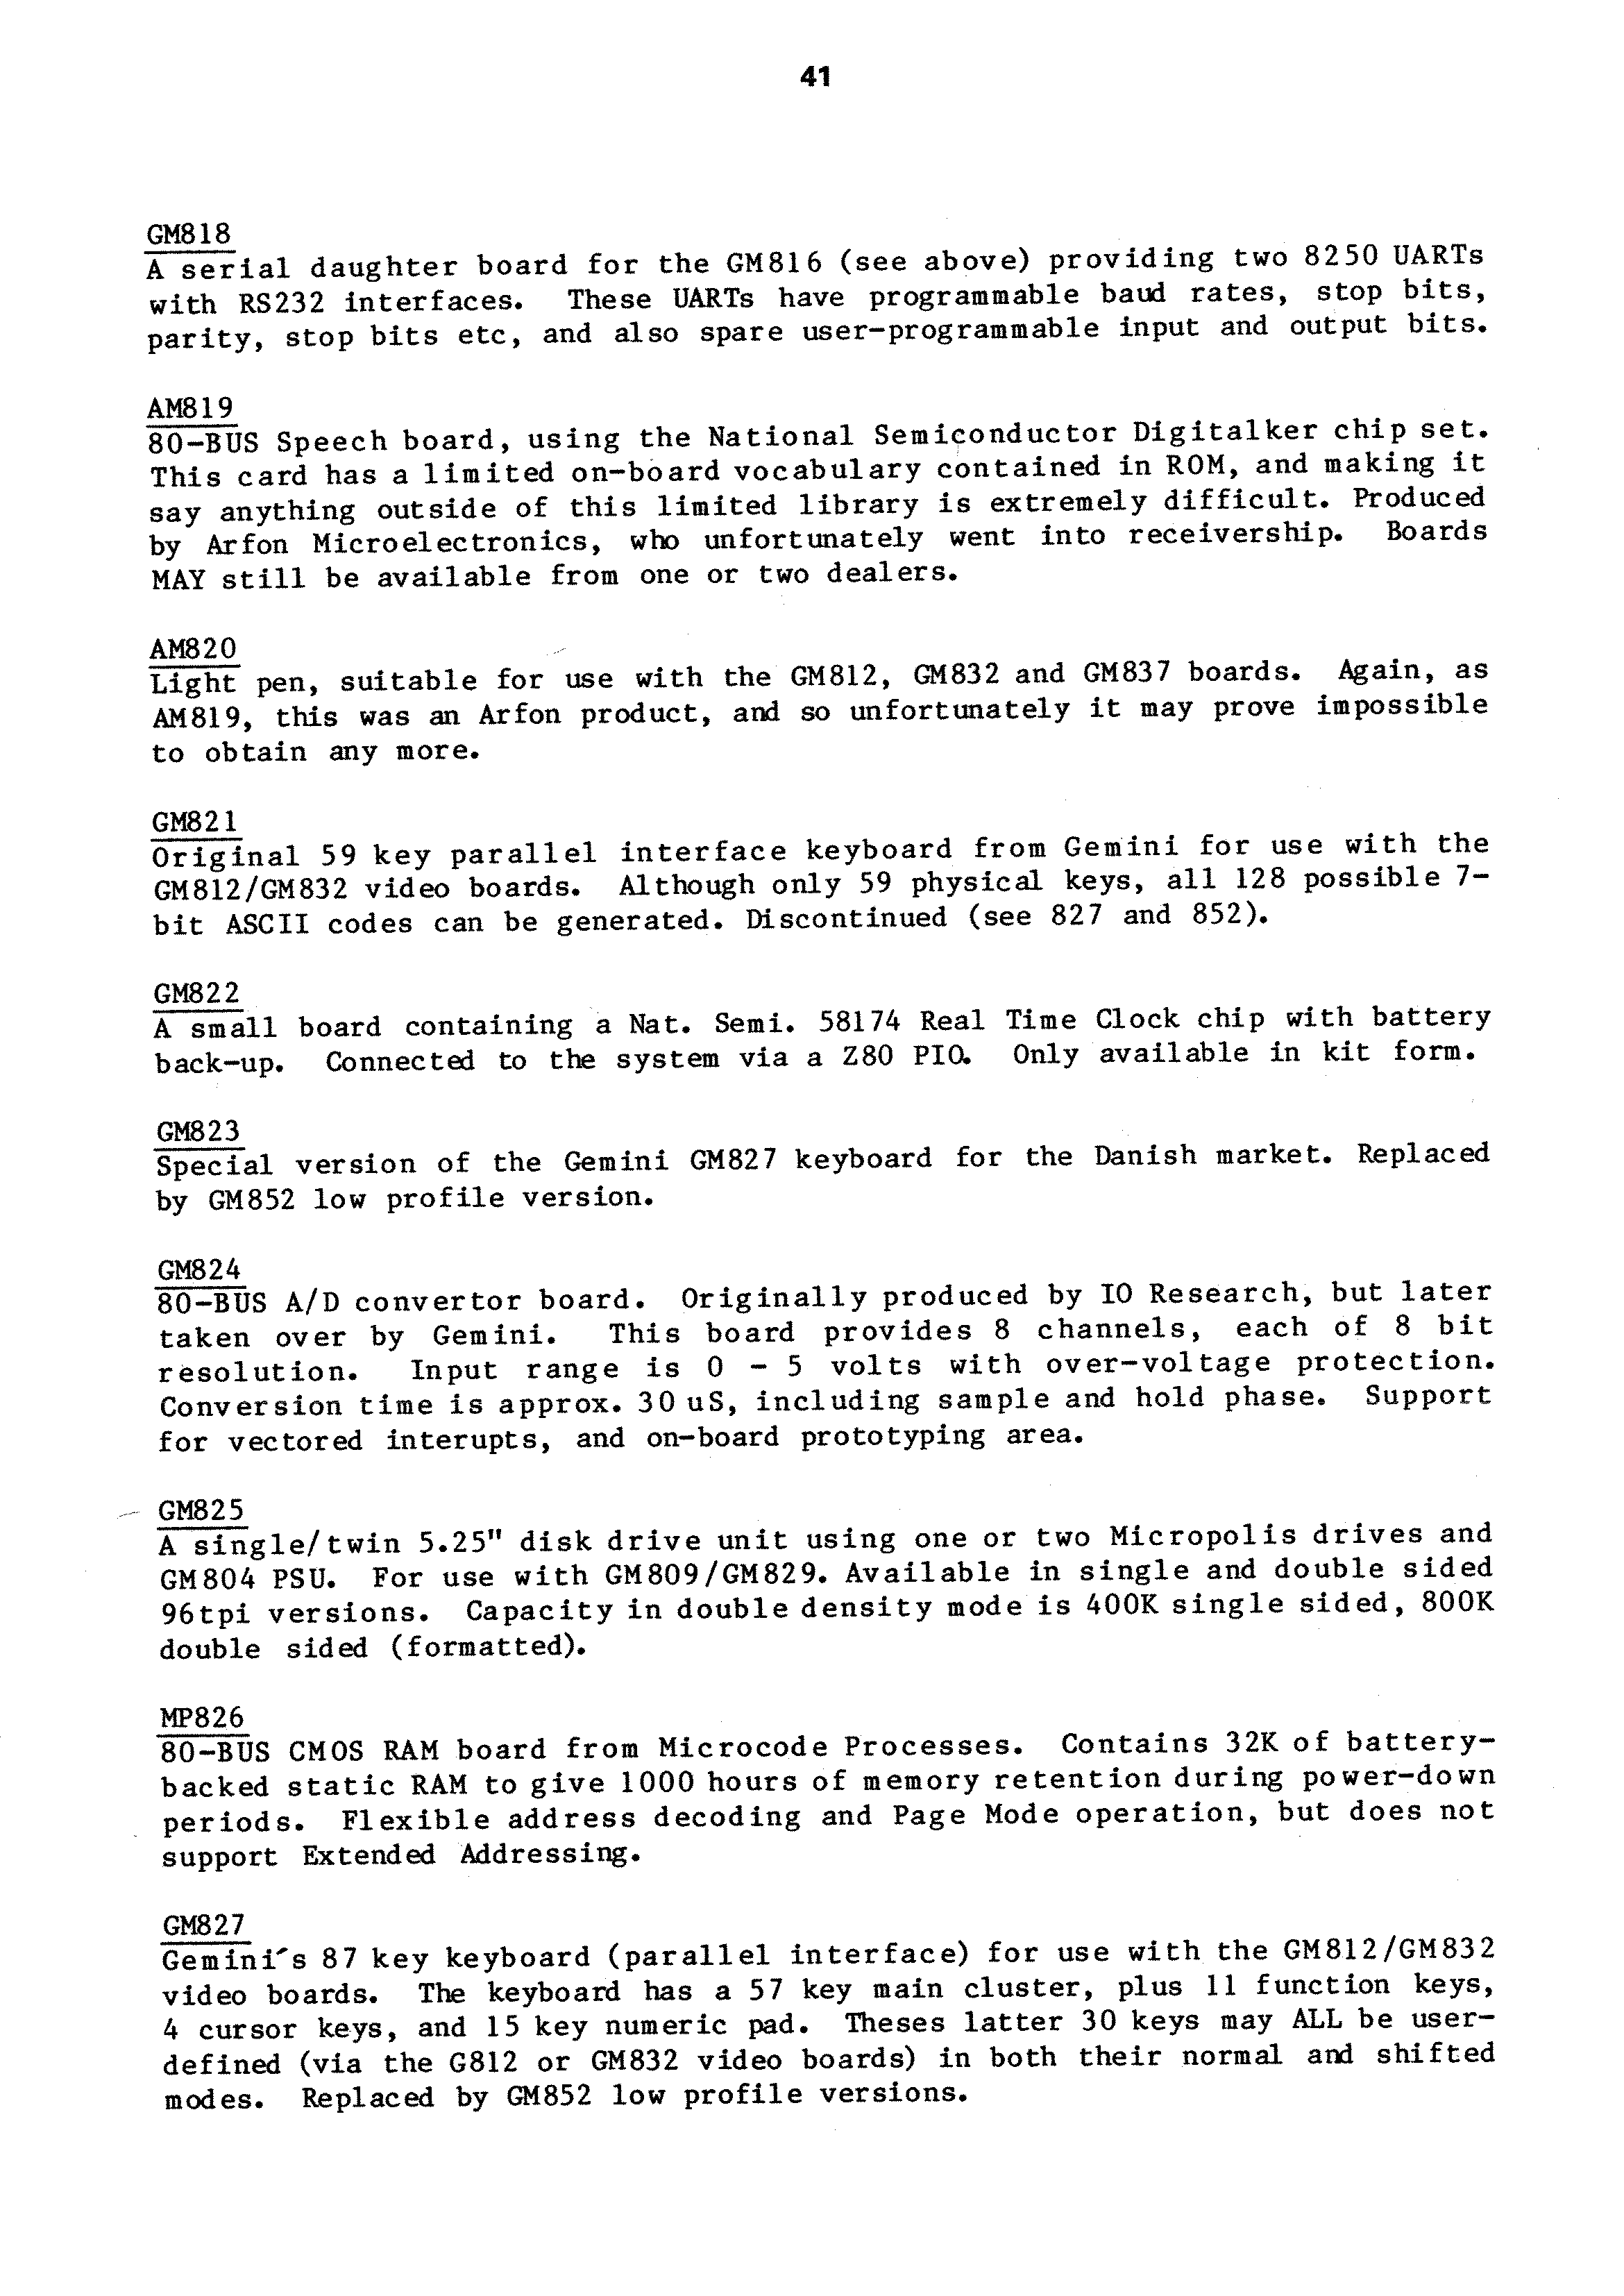 41
GM818
A serial daughter board for the GM816 (see above) providing two 8250 UARTs
with RS232 interfaces. These UARTs have programmable baud rates, stop bits,
parity, stop bits etc, and also spare user-programmable input and output bits.
AM819
80-BUS Speech board, using the National Semiconductor Digitalker chip set.
This card has a limited on-board vocabulary contained in ROM, and making it
say anything outside of this limited library is extremely difficult. Produced
by Arfon Microelectronics, who unfortunately went into receivership. Boards
MAY still be available from one or two dealers.
AM820
Light pen, suitable for use with the GM812, GM832 and GM837 boards. Again, as
AM819, this was an Arfon product, and so unfortunately it may prove impossible
to obtain any more.
GM821
Original 59 key parallel interface keyboard from Gemini for use with the
GM812/GM832 video boards. Although only 59 physical keys, all 128 possible 7-
bit ASCII codes can be generated. Discontinued (see 827 and 852).
GM822
A small board containing a Nat. Semi. 58174 Real Time Clock chip with battery
back-up. Connected to the system via a Z80 PIO. Only available in kit form.
GM823
Special version of the Gemini GM827 keyboard for the Danish market. Replaced
by GM852 low profile version.
GM824
80-BUS A/D convertor board. Originally produced by IO Research, but later
taken over by Gemini. This board provides 8 channels, each of 8 bit
resolution. Input range is 0 - 5 volts with over-voltage protection.
Conversion time is approx. 30 uS, including sample and hold phase. Support
for vectored interupts, and on-board prototyping area.
GM825
A single/twin 5.25" disk drive unit using one or two Micropolis drives and
GM804 PSU. For use with GM809/GM829. Available in single and double sided
96tpi versions. Capacity in double density mode is 400K single sided, 800K
double sided (formatted).
MP826
80-BUS CMOS RAM board from Microcode Processes. Contains 32K of battery-
backed static RAM to give 1000 hours of memory retention during power-down
periods. Flexible address decoding and Page Mode operation, but does not
support Extended Addressing.
GM827
Gemini's 87 key keyboard (parallel interface) for use with the GM812/GM832
video boards. The keyboard has a 57 key main cluster, plus 11 function keys,
4 cursor keys, and 15 key numeric pad. Theses latter 30 keys may ALL be user-
defined (via the G812 or GM832 video boards) in both their normal and shifted
modes. Replaced by GM852 low profile versions.